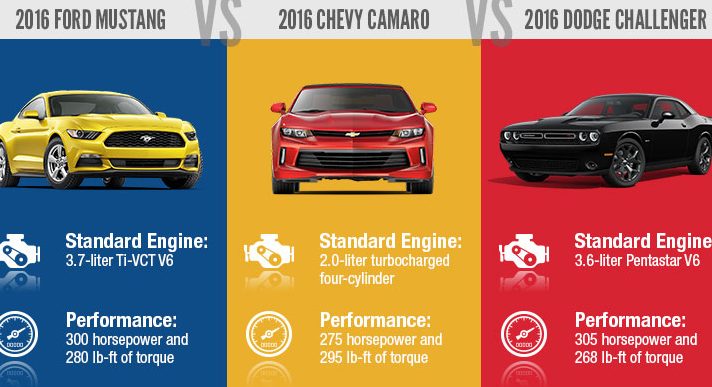 2016 FORD MUSTANG
VS
2016 CHEVY CAMARO
VS
2016 DODGE CHALLENGER
Standard Engine:
3.7-liter Ti-VCT V6
Performance:
300 horsepower and
280 lb-ft of torque
Standard Engine:
2.0-liter turbocharged
four-cylinder
Performance:
275 horsepower and
295 lb-ft of torque
Standard Engine
3.6-liter Pentastar V6
Performance:
305 horsepower and
268 lb-ft of torque